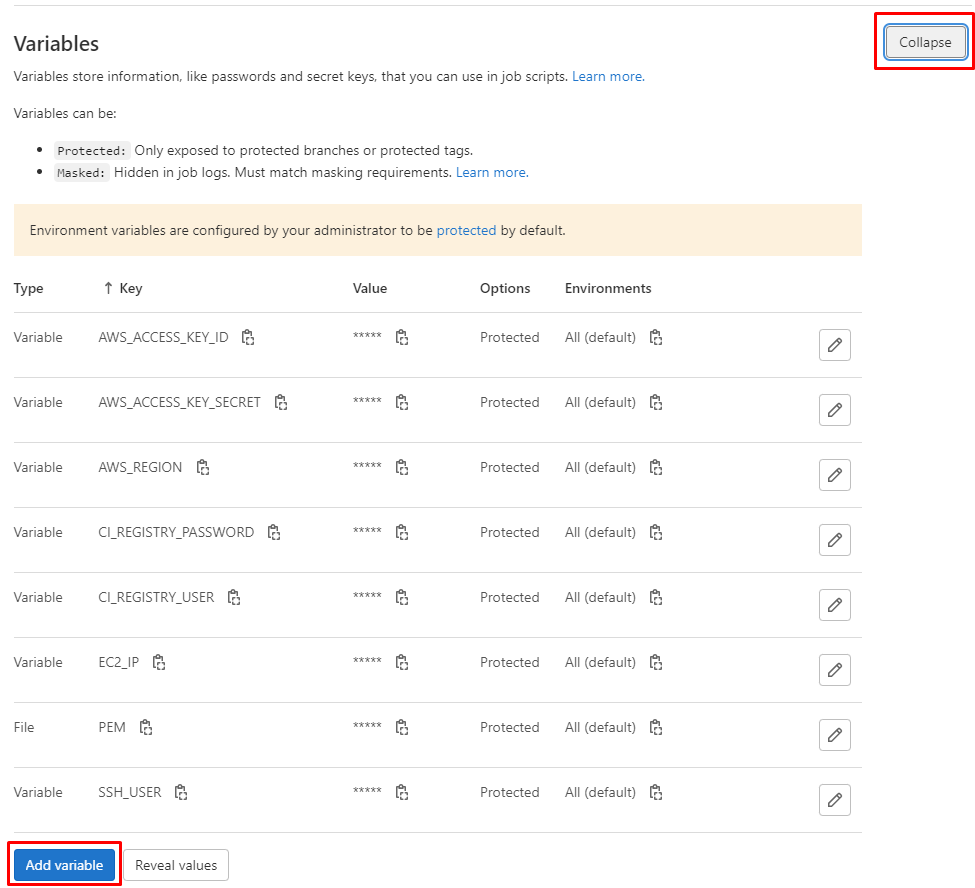 Variables
Collapse
Variables store information, like passwords and secret keys, that you can use in job scripts. Learn more.
Variables can be:
Protected: Only exposed to protected branches or protected tags.
Masked: Hidden in job logs. Must match masking requirements. Learn more.
Environment variables are configured by your administrator to be protected by default.
Type ↑ Key Value Options Environments
Variable AWS_ACCESS_KEY_ID ***** Protected All (default)
Variable AWS_ACCESS_KEY_SECRET ***** Protected All (default)
Variable AWS_REGION ***** Protected All (default)
Variable CI_REGISTRY_PASSWORD ***** Protected All (default)
Variable CI_REGISTRY_USER ***** Protected All (default)
Variable EC2_IP ***** Protected All (default)
File PEM ***** Protected All (default)
Variable SSH_USER ***** Protected All (default)
Add variable Reveal values